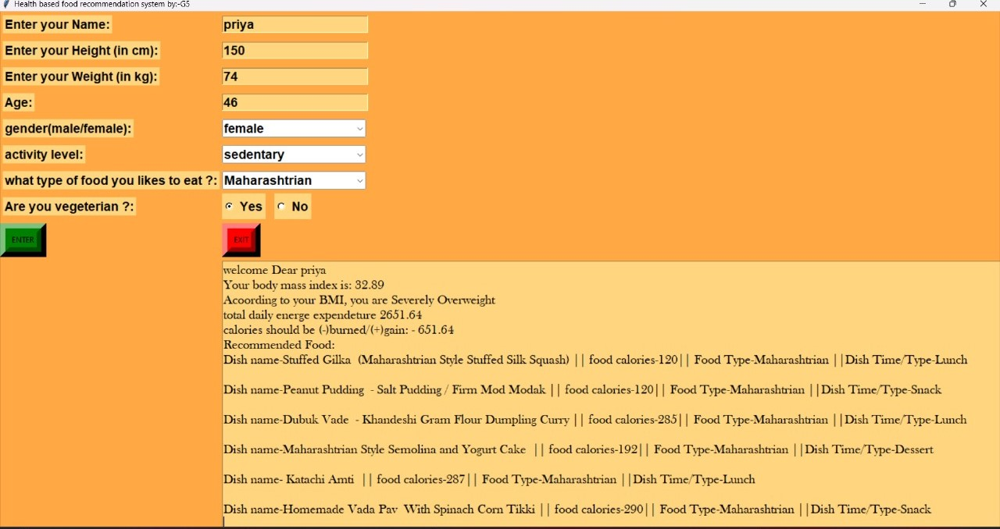 Health based food recommendation system by:-G5
Enter your Name: priya
Enter your Height (in cm): 150
Enter your Weight (in kg): 74
Age: 46
gender(male/female): female
activity level: sedentary
what type of food you likes to eat ?: Maharashtrian
Are you vegeterian ?: Yes No
ENTER EXIT
welcome Dear priya
Your body mass index is: 32.89
Acoording to your BMI, you are Severely Overweight
total daily energe expendeture 2651.64
calories should be (-)burned/(+)gain: - 651.64
Recommended Food:
Dish name-Stuffed Gilka (Maharashtrian Style Stuffed Silk Squash) || food calories-120|| Food Type-Maharashtrian ||Dish Time/Type-Lunch
Dish name-Peanut Pudding - Salt Pudding / Firm Mod Modak || food calories-120|| Food Type-Maharashtrian ||Dish Time/Type-Snack
Dish name-Dubuk Vade - Khandeshi Gram Flour Dumpling Curry || food calories-285|| Food Type-Maharashtrian ||Dish Time/Type-Lunch
Dish name-Maharashtrian Style Semolina and Yogurt Cake || food calories-192|| Food Type-Maharashtrian ||Dish Time/Type-Dessert
Dish name- Katachi Amti || food calories-287|| Food Type-Maharashtrian ||Dish Time/Type-Lunch
Dish name-Homemade Vada Pav With Spinach Corn Tikki || food calories-290|| Food Type-Maharashtrian ||Dish Time/Type-Snack